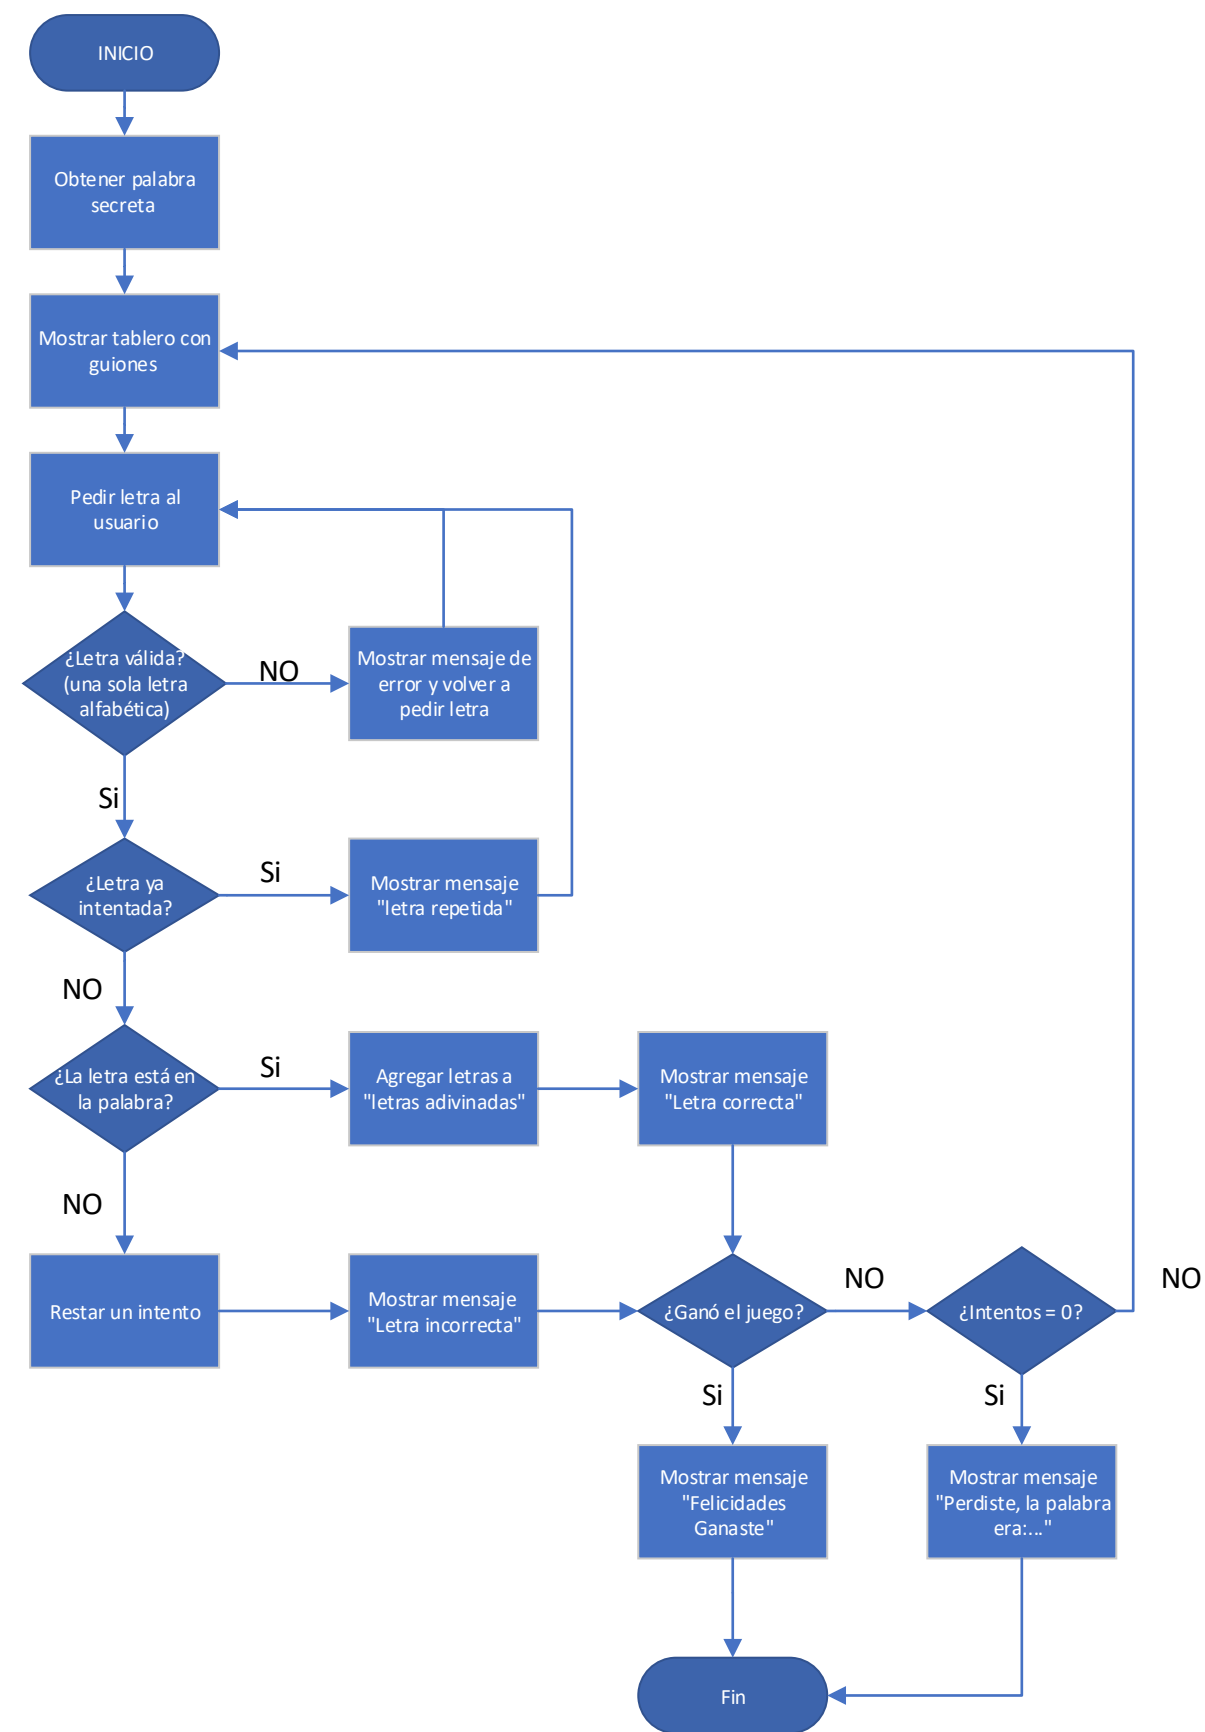 INICIO
Obtener palabra
secreta
Mostrar tablero con
guiones
Pedir letra al
usuario
¿Letra válida?
(una sola letra
alfabética)
NO
Mostrar mensaje de
error y volver a
pedir letra
Si
¿Letra ya
intentada?
Si
Mostrar mensaje
"letra repetida"
NO
¿La letra está en
la palabra?
Si
Agregar letras a
"letras adivinadas"
Mostrar mensaje
"Letra correcta"
NO
Restar un intento
Mostrar mensaje
"Letra incorrecta"
¿Ganó el juego?
NO
¿Intentos = 0?
NO
Si
Si
Mostrar mensaje
"Felicidades
Ganaste"
Mostrar mensaje
"Perdiste, la palabra
era:..."
Fin